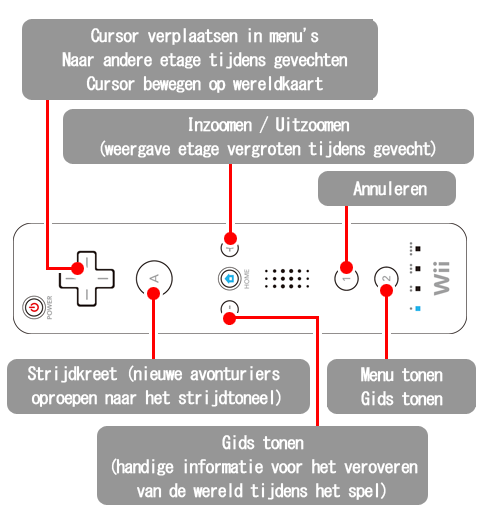 Cursor verplaatsen in menu's
Naar andere etage tijdens gevechten
Cursor bewegen op wereldkaart
Inzoomen / Uitzoomen
(weergave etage vergroten tijdens gevecht)
Annuleren
POWER
A
+
HOME
-
1
2
Wii
Strijdkreet (nieuwe avonturiers
oproepen naar het strijdtoneel)
Menu tonen
Gids tonen
Gids tonen
(handige informatie voor het veroveren
van de wereld tijdens het spel)